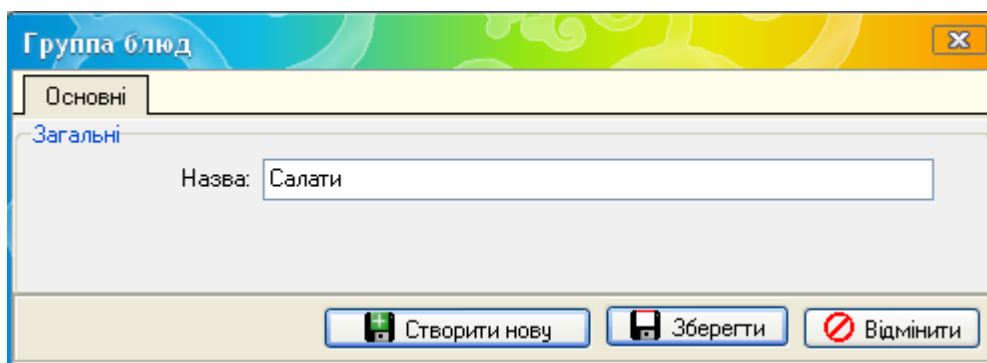 Группа блюд
Основні
Загальні
Назва: Салати
Створити нову Зберегти Відмінити